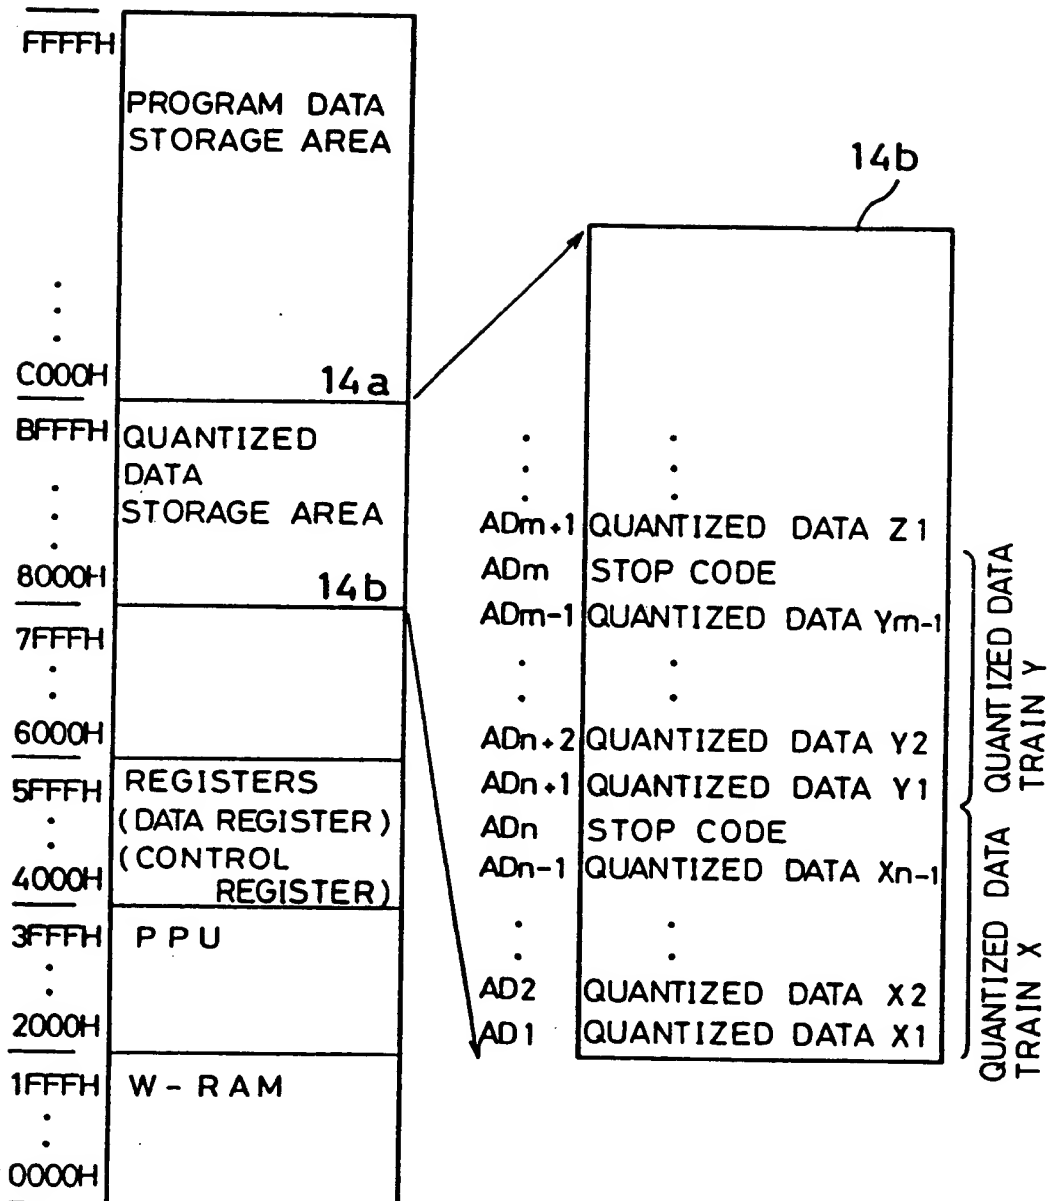 FFFFH
PROGRAM DATA
STORAGE AREA
C000H
14a
BFFFH
QUANTIZED
DATA
STORAGE AREA
8000H
14b
7FFFH
6000H
5FFFH
REGISTERS
(DATA REGISTER)
(CONTROL
REGISTER)
4000H
3FFFH
PPU
2000H
1FFFH
W-RAM
0000H
14b
ADm+1 QUANTIZED DATA Z1
ADm STOP CODE
ADm-1 QUANTIZED DATA Ym-1
ADn+2 QUANTIZED DATA Y2
ADn+1 QUANTIZED DATA Y1
ADn STOP CODE
ADn-1 QUANTIZED DATA Xn-1
AD2 QUANTIZED DATA X2
AD1 QUANTIZED DATA X1
QUANTIZED DATA
TRAIN Y
QUANTIZED DATA
TRAIN X